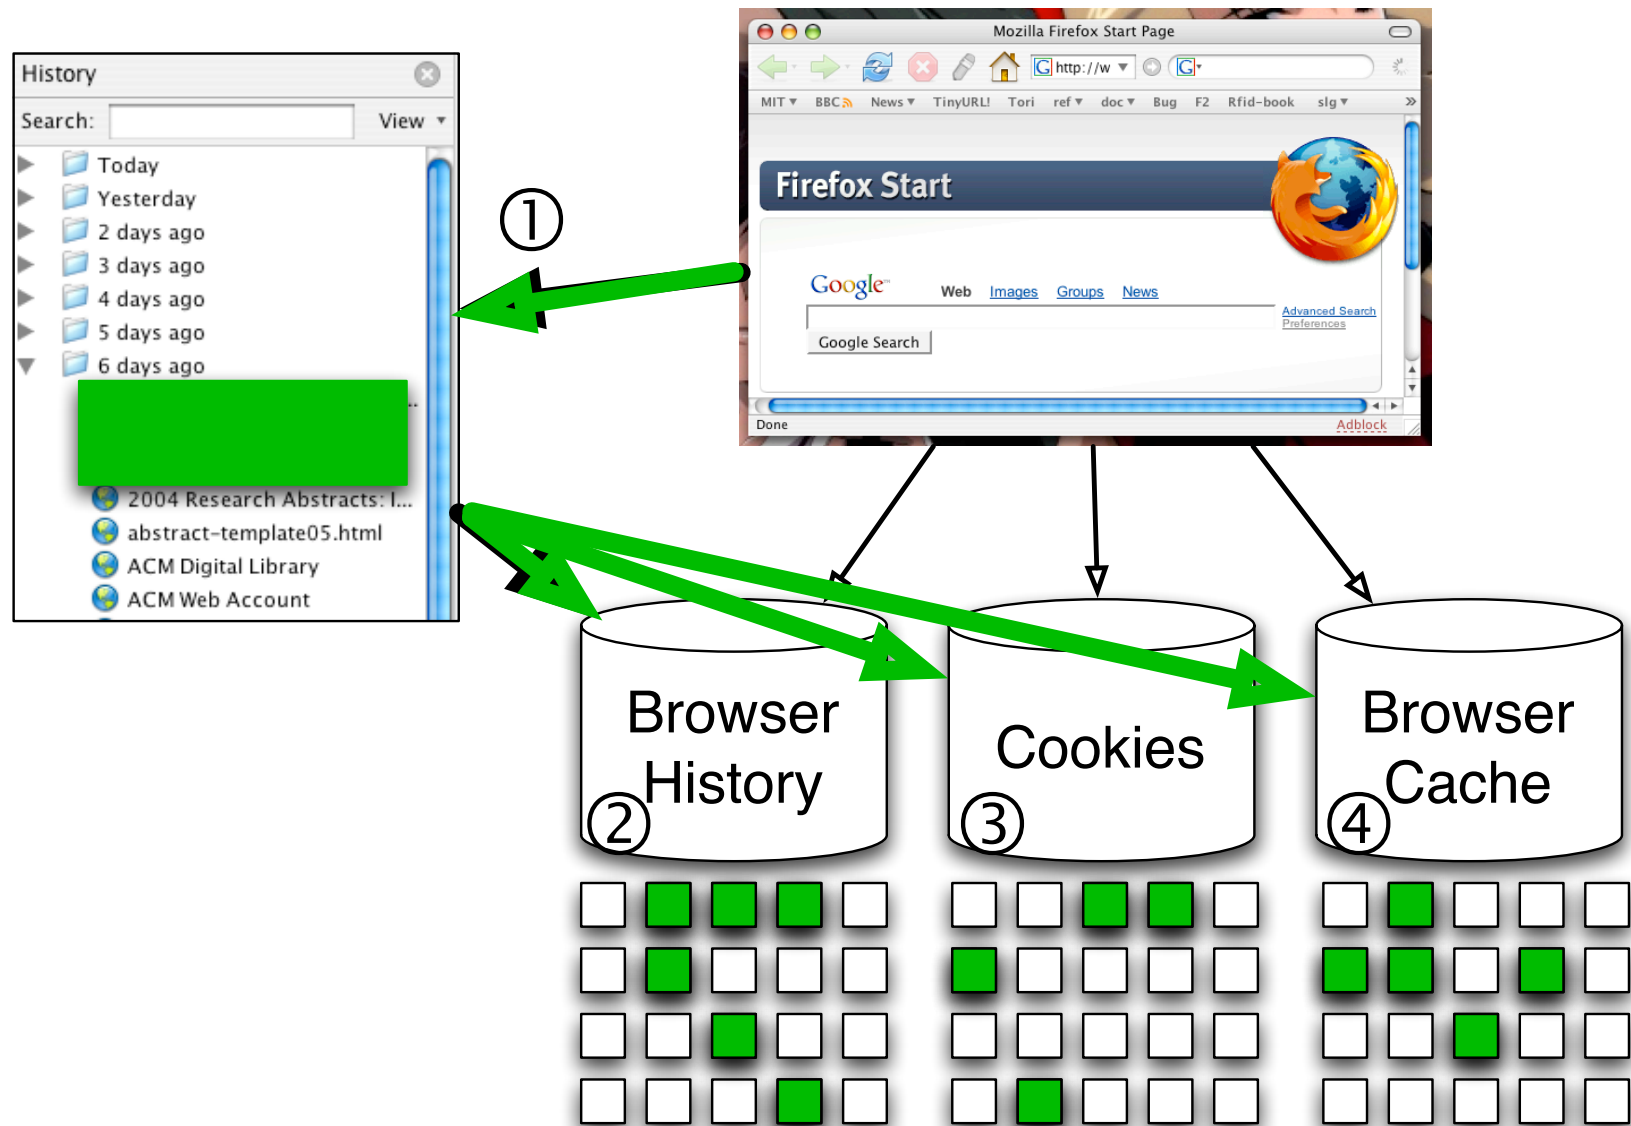 History
Search:
View
Today
Yesterday
2 days ago
3 days ago
4 days ago
5 days ago
6 days ago
...
2004 Research Abstracts: I...
abstract-template05.html
ACM Digital Library
ACM Web Account
①
Mozilla Firefox Start Page
G http://w
G
MIT BBC News TinyURL! Tori ref doc Bug F2 Rfid-book slg »
Firefox Start
Google™ Web Images Groups News
Advanced Search
Preferences
Google Search
Done Adblock
Browser
History
②
Cookies
③
Browser
Cache
④